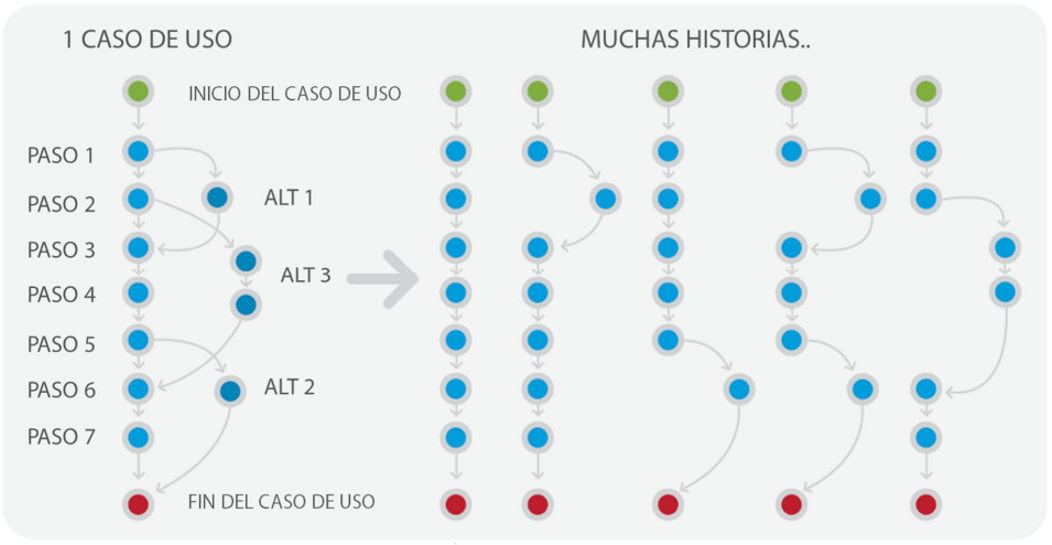 1 CASO DE USO
MUCHAS HISTORIAS..
INICIO DEL CASO DE USO
PASO 1
PASO 2
ALT 1
PASO 3
ALT 3
PASO 4
PASO 5
PASO 6
ALT 2
PASO 7
FIN DEL CASO DE USO